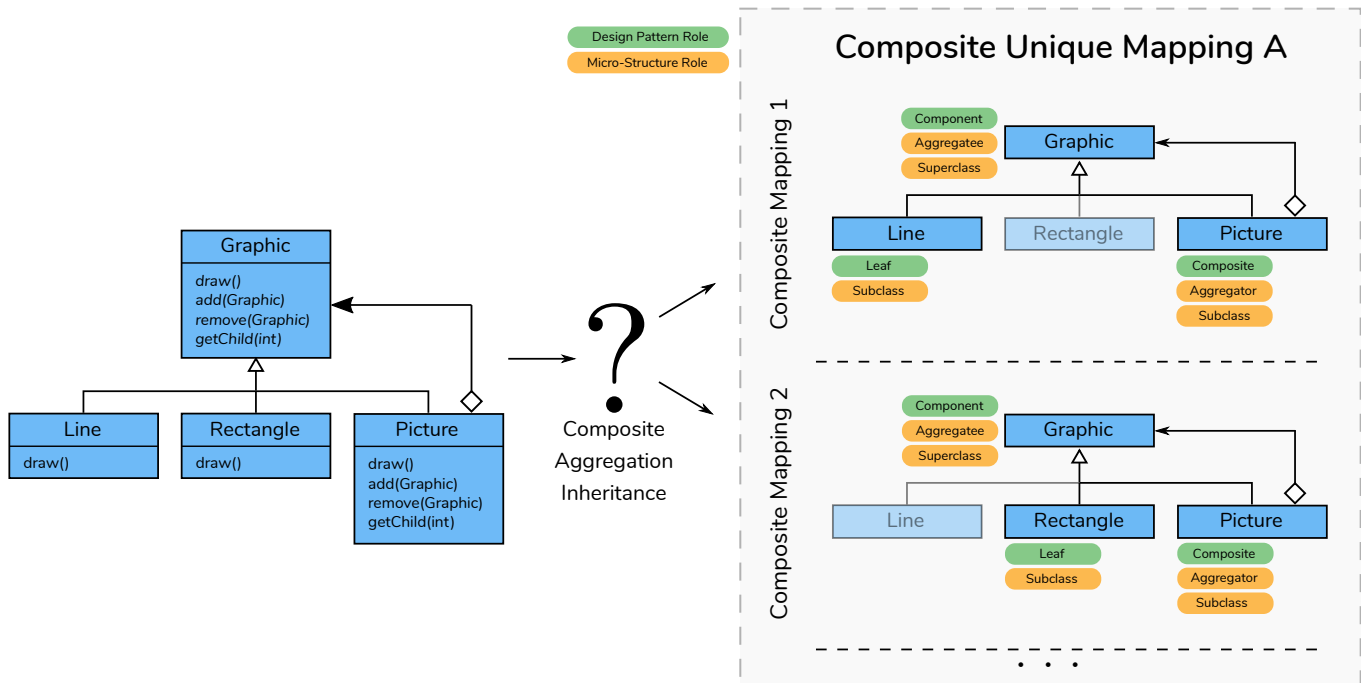 Design Pattern Role
Micro-Structure Role
Graphic
draw()
add(Graphic)
remove(Graphic)
getChild(int)
Line
draw()
Rectangle
draw()
Picture
draw()
add(Graphic)
remove(Graphic)
getChild(int)
?
Composite
Aggregation
Inheritance
Composite Unique Mapping A
Composite Mapping 1
Component
Aggregatee
Superclass
Graphic
Line
Rectangle
Picture
Leaf
Subclass
Composite
Aggregator
Subclass
Composite Mapping 2
Component
Aggregatee
Superclass
Graphic
Line
Rectangle
Picture
Leaf
Subclass
Composite
Aggregator
Subclass
. . .